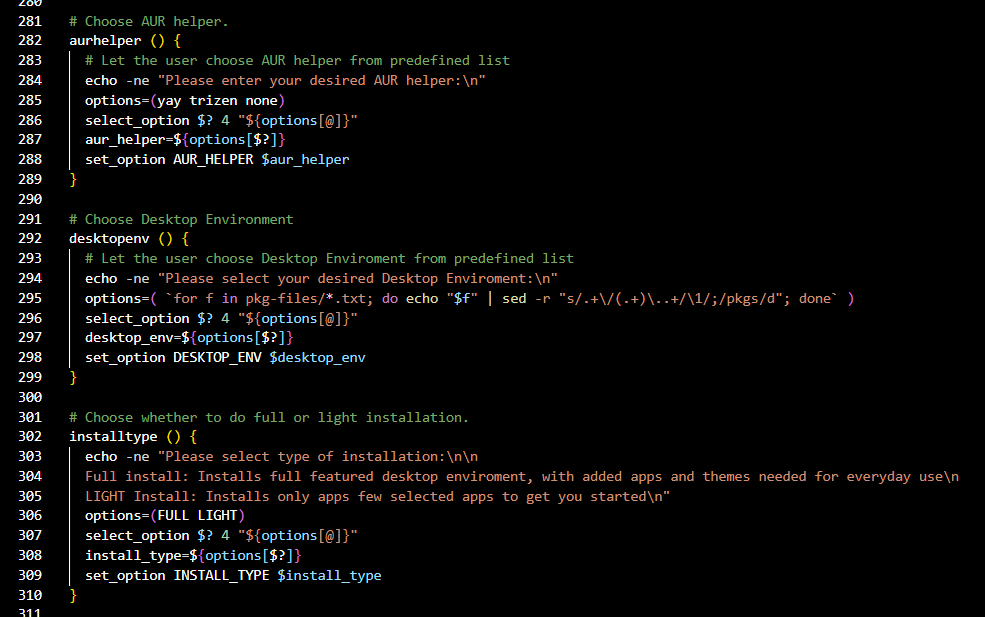 280
281 # Choose AUR helper.
282 aurhelper () {
283   # Let the user choose AUR helper from predefined list
284   echo -ne "Please enter your desired AUR helper:\n"
285   options=(yay trizen none)
286   select_option $? 4 "${options[@]}"
287   aur_helper=${options[$?]}
288   set_option AUR_HELPER $aur_helper
289 }
290
291 # Choose Desktop Environment
292 desktopenv () {
293   # Let the user choose Desktop Enviroment from predefined list
294   echo -ne "Please select your desired Desktop Enviroment:\n"
295   options=( `for f in pkg-files/*.txt; do echo "$f" | sed -r "s/.+\/(.+)\..+/\1/;/pkgs/d"; done` )
296   select_option $? 4 "${options[@]}"
297   desktop_env=${options[$?]}
298   set_option DESKTOP_ENV $desktop_env
299 }
300
301 # Choose whether to do full or light installation.
302 installtype () {
303   echo -ne "Please select type of installation:\n\n
304   Full install: Installs full featured desktop enviroment, with added apps and themes needed for everyday use\n
305   LIGHT Install: Installs only apps few selected apps to get you started\n"
306   options=(FULL LIGHT)
307   select_option $? 4 "${options[@]}"
308   install_type=${options[$?]}
309   set_option INSTALL_TYPE $install_type
310 }
311